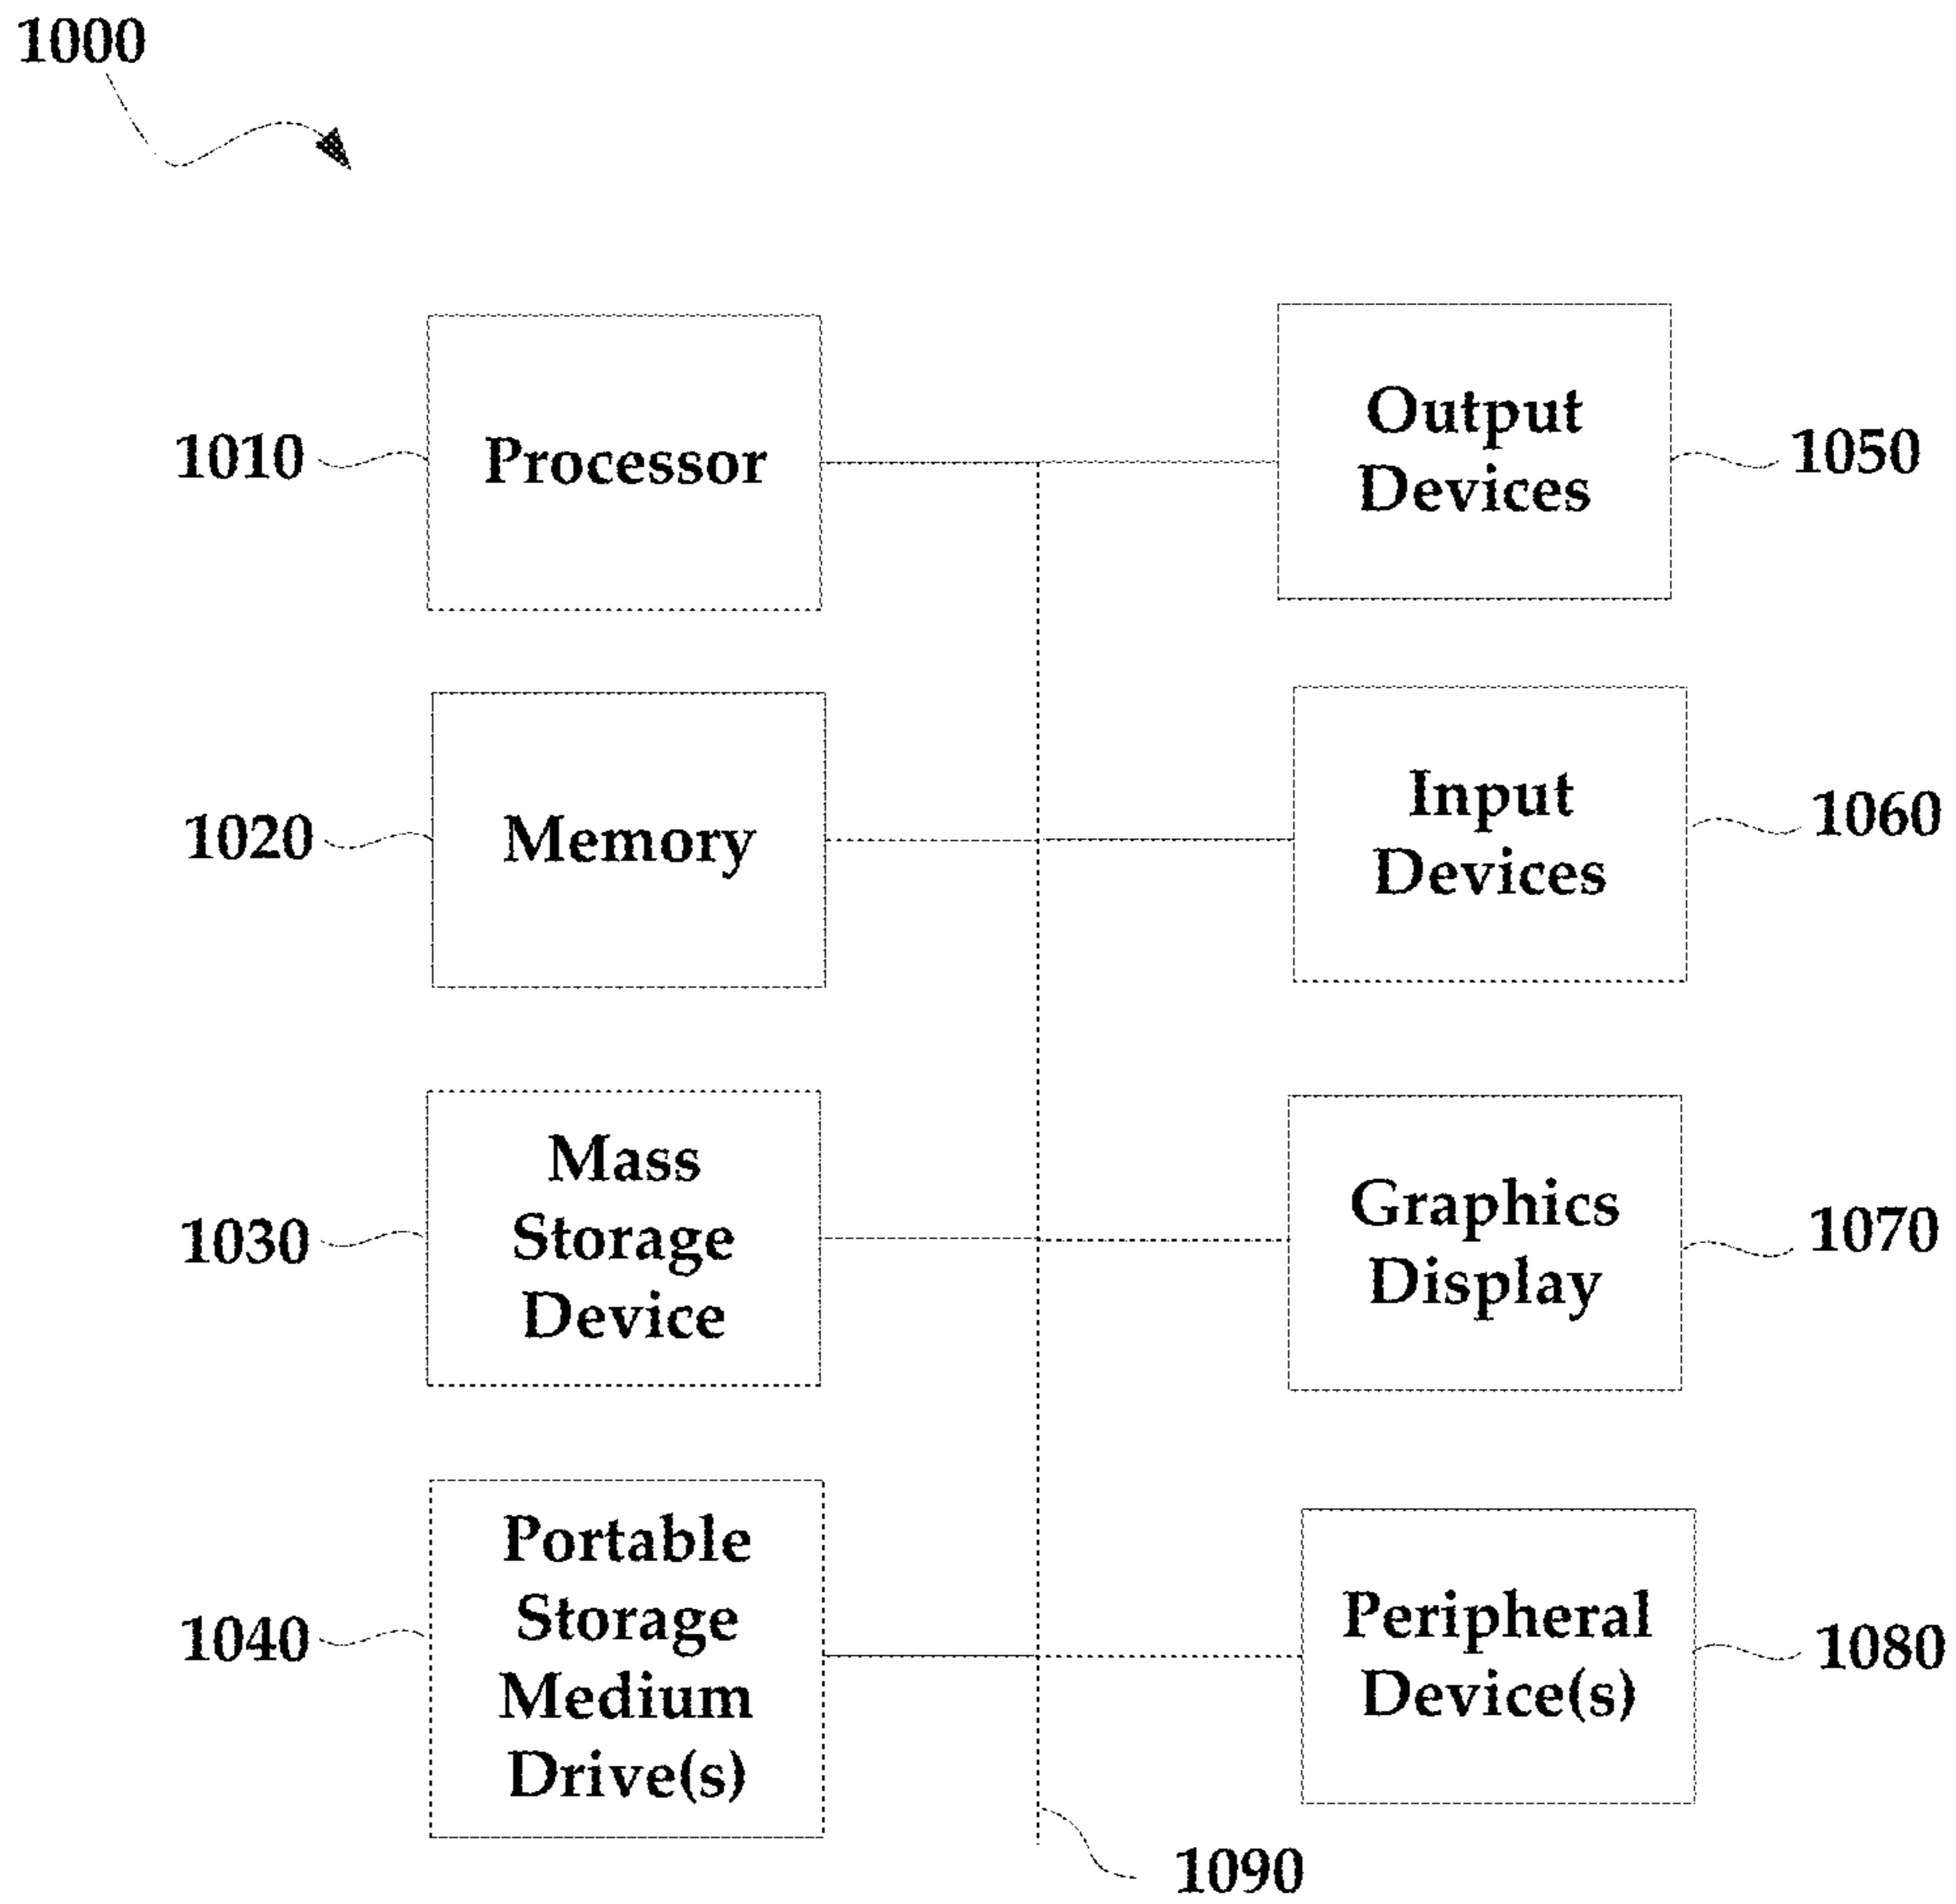 1000
1010
Processor
Output
Devices
1050
1020
Memory
Input
Devices
1060
1030
Mass
Storage
Device
Graphics
Display
1070
1040
Portable
Storage
Medium
Drive(s)
Peripheral
Device(s)
1080
1090